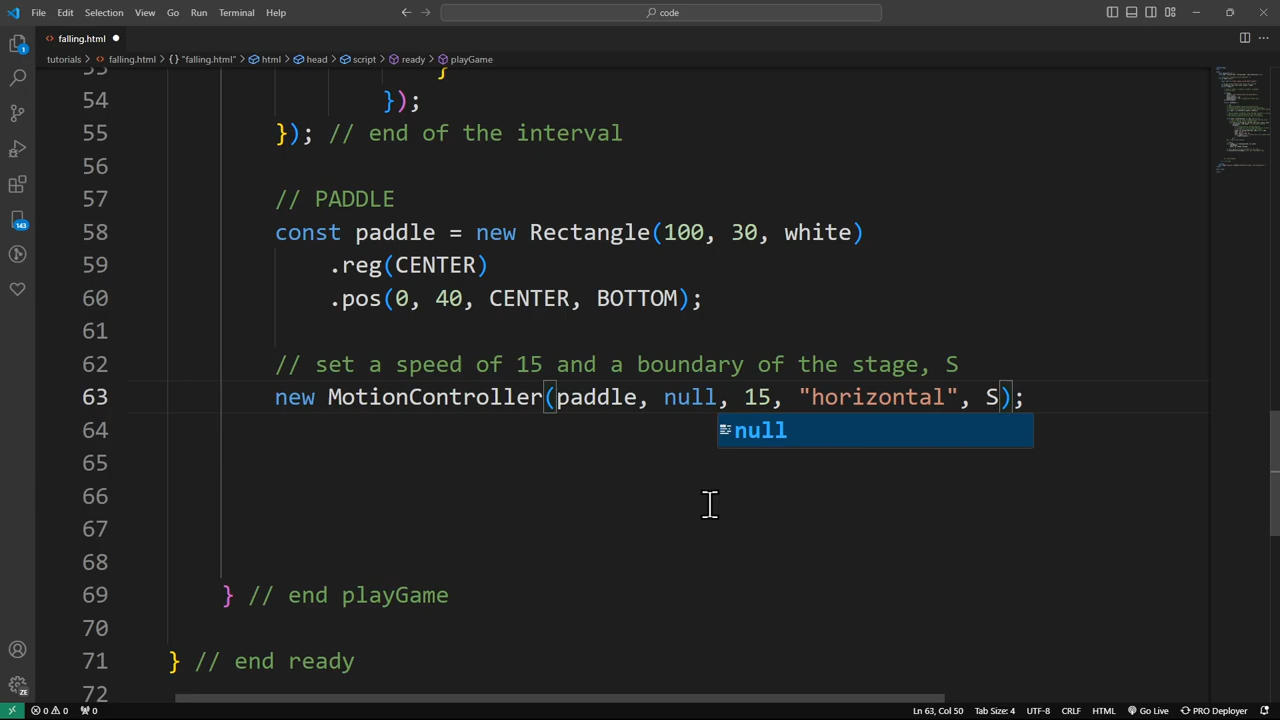 File Edit Selection View Go Run Terminal Help
code
falling.html
tutorials > falling.html > {} "falling.html" > html > head > script > ready > playGame
1
143
ZE
54 });
55 }); // end of the interval
56
57 // PADDLE
58 const paddle = new Rectangle(100, 30, white)
59 .reg(CENTER)
60 .pos(0, 40, CENTER, BOTTOM);
61
62 // set a speed of 15 and a boundary of the stage, S
63 new MotionController(paddle, null, 15, "horizontal", S);
64
null
65
66
67
68
69 } // end playGame
70
71 } // end ready
72
0 0 0 Ln 63, Col 50 Tab Size: 4 UTF-8 CRLF HTML Go Live PRO Deployer